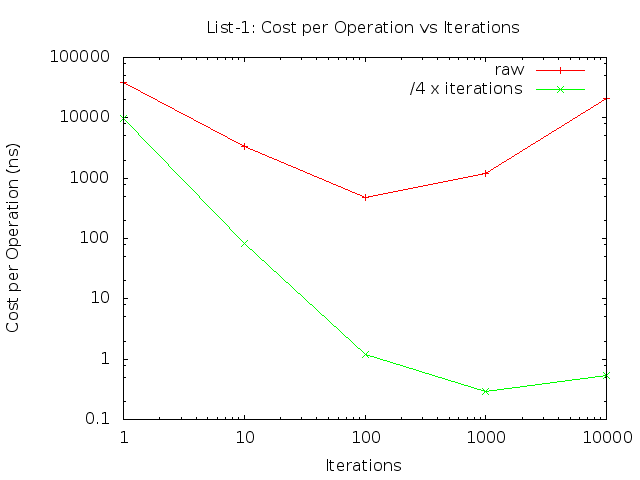 List-1: Cost per Operation vs Iterations
raw
/4 x iterations
Cost per Operation (ns)
100000
10000
1000
100
10
1
0.1
1
10
100
1000
10000
Iterations